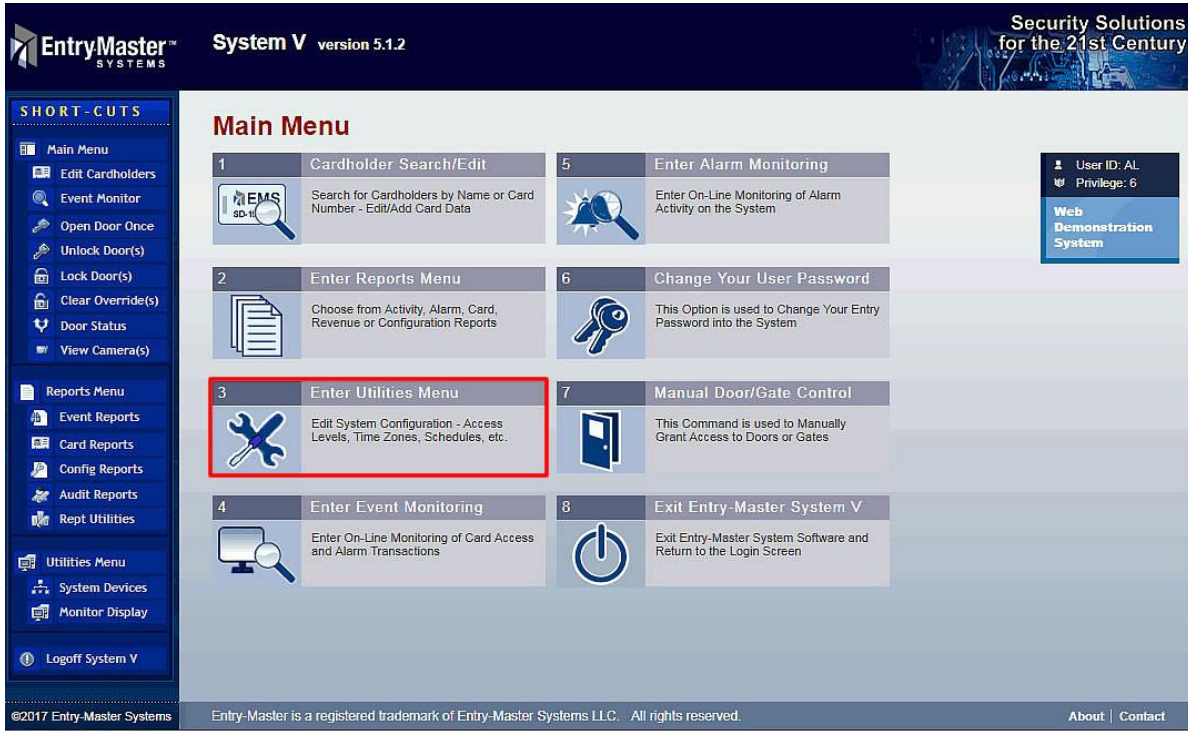 EntryMaster™
SYSTEMS
System V version 5.1.2
Security Solutions
for the 21st Century
SHORT-CUTS
Main Menu
Edit Cardholders
Event Monitor
Open Door Once
Unlock Door(s)
Lock Door(s)
Clear Override(s)
Door Status
View Camera(s)
Reports Menu
Event Reports
Card Reports
Config Reports
Audit Reports
Rept Utilities
Utilities Menu
System Devices
Monitor Display
Logoff System V
Main Menu
1 Cardholder Search/Edit
EMS
Search for Cardholders by Name or Card
Number - Edit/Add Card Data
2 Enter Reports Menu
Choose from Activity, Alarm, Card,
Revenue or Configuration Reports
3 Enter Utilities Menu
Edit System Configuration - Access
Levels, Time Zones, Schedules, etc.
4 Enter Event Monitoring
Enter On-Line Monitoring of Card Access
and Alarm Transactions
5 Enter Alarm Monitoring
Enter On-Line Monitoring of Alarm
Activity on the System
6 Change Your User Password
This Option is used to Change Your Entry
Password into the System
7 Manual Door/Gate Control
This Command is used to Manually
Grant Access to Doors or Gates
8 Exit Entry-Master System V
Exit Entry-Master System Software and
Return to the Login Screen
User ID: AL
Privilege: 6
Web
Demonstration
System
©2017 Entry-Master Systems
Entry-Master is a registered trademark of Entry-Master Systems LLC. All rights reserved.
About | Contact